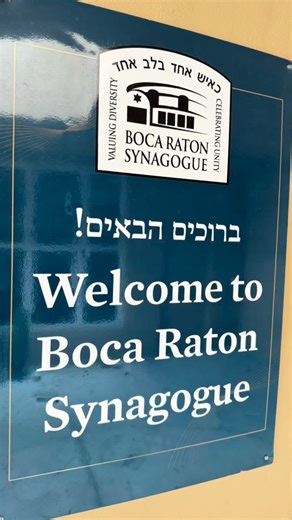 כאיש אחד בלב אחד
VALUING DIVERSITY
CELEBRATING UNITY
BOCA RATON
SYNAGOGUE
ברוכים הבאים!
Welcome to
Boca Raton
Synagogue